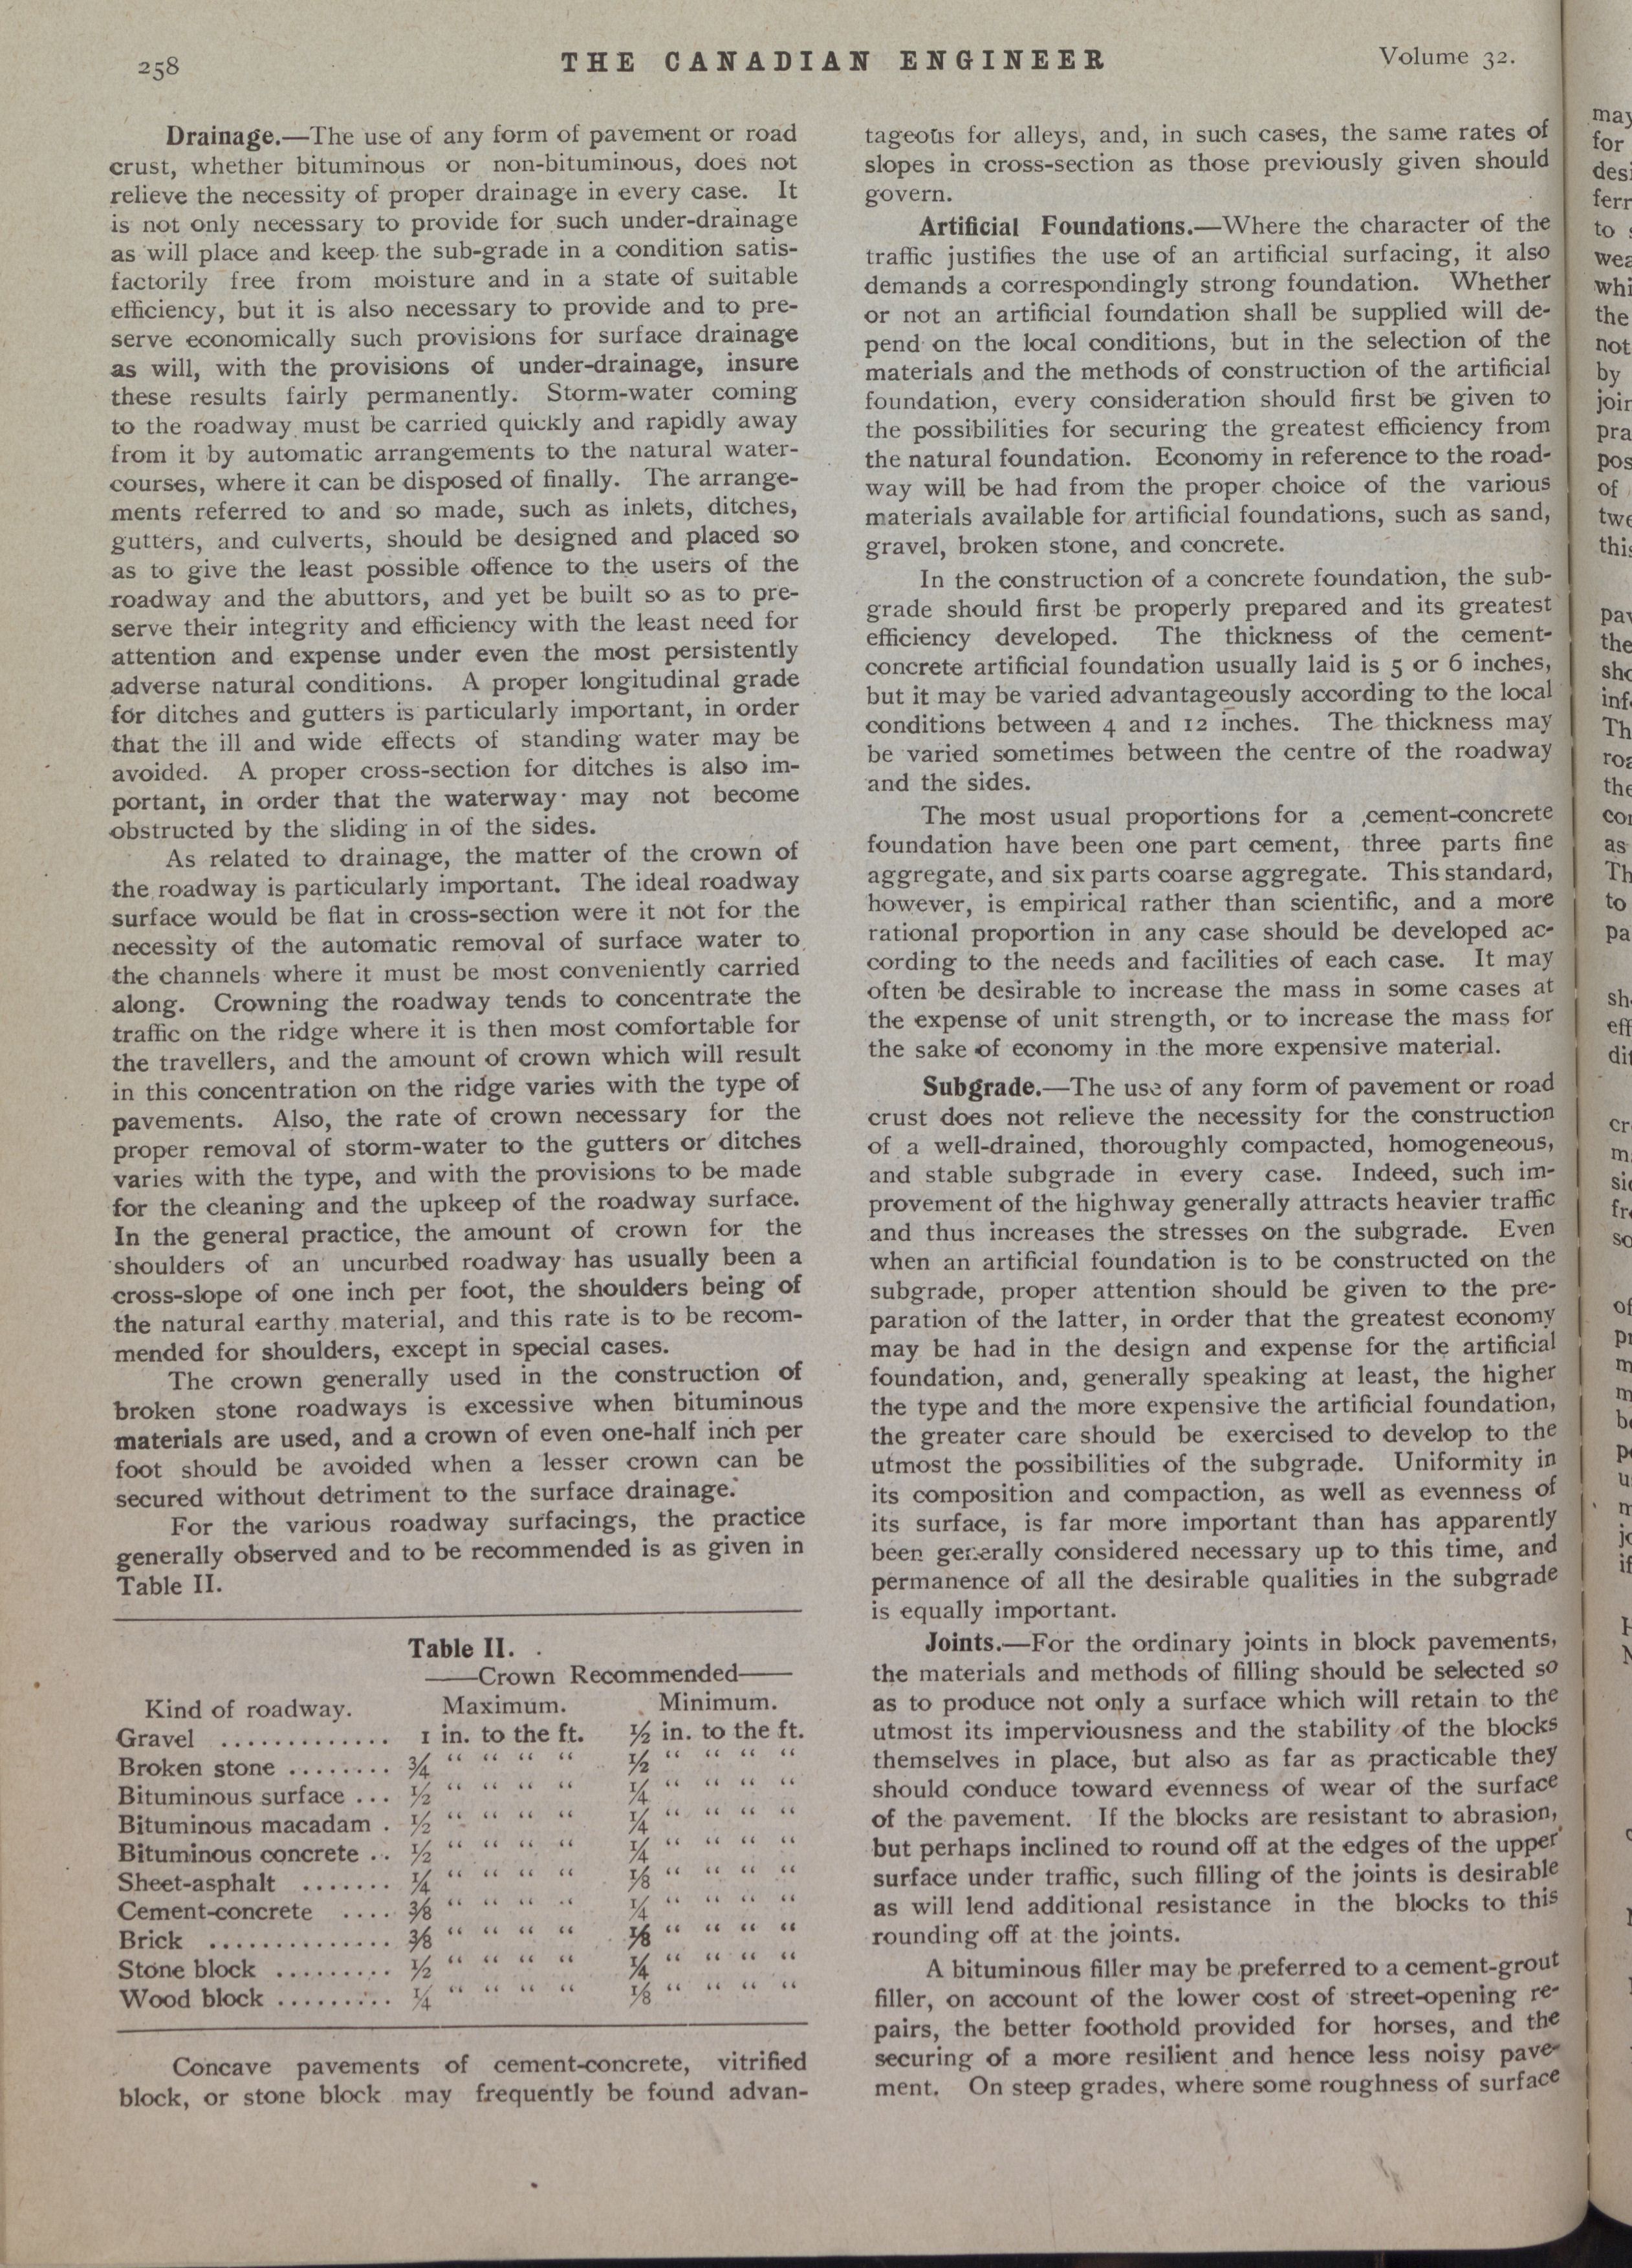 258
THE CANADIAN ENGINEER
Volume 32.
Drainage.—The use of any form of pavement or road
crust, whether bituminous or non-bituminous, does not
relieve the necessity of proper drainage in every case. It
is not only necessary to provide for such under-drainage
as will place and keep the sub-grade in a condition satis-
factorily free from moisture and in a state of suitable
efficiency, but it is also necessary to provide and to pre-
serve economically such provisions for surface drainage
as will, with the provisions of under-drainage, insure
these results fairly permanently. Storm-water coming
to the roadway must be carried quickly and rapidly away
from it by automatic arrangements to the natural water-
courses, where it can be disposed of finally. The arrange-
ments referred to and so made, such as inlets, ditches,
gutters, and culverts, should be designed and placed so
as to give the least possible offence to the users of the
roadway and the abuttors, and yet be built so as to pre-
serve their integrity and efficiency with the least need for
attention and expense under even the most persistently
adverse natural conditions. A proper longitudinal grade
for ditches and gutters is particularly important, in order
that the ill and wide effects of standing water may be
avoided. A proper cross-section for ditches is also im-
portant, in order that the waterway may not become
obstructed by the sliding in of the sides.
As related to drainage, the matter of the crown of
the roadway is particularly important. The ideal roadway
surface would be flat in cross-section were it not for the
necessity of the automatic removal of surface water to
the channels where it must be most conveniently carried
along. Crowning the roadway tends to concentrate the
traffic on the ridge where it is then most comfortable for
the travellers, and the amount of crown which will result
in this concentration on the ridge varies with the type of
pavements. Also, the rate of crown necessary for the
proper removal of storm-water to the gutters or ditches
varies with the type, and with the provisions to be made
for the cleaning and the upkeep of the roadway surface.
In the general practice, the amount of crown for the
shoulders of an uncurbed roadway has usually been a
cross-slope of one inch per foot, the shoulders being of
the natural earthy material, and this rate is to be recom-
mended for shoulders, except in special cases.
The crown generally used in the construction of
broken stone roadways is excessive when bituminous
materials are used, and a crown of even one-half inch per
foot should be avoided when a lesser crown can be
secured without detriment to the surface drainage.
For the various roadway surfacings, the practice
generally observed and to be recommended is as given in
Table II.
Table II.
——Crown Recommended——
Kind of roadway. Maximum. Minimum.
Gravel ............. 1 in. to the ft. ½ in. to the ft.
Broken stone ........ ¾ “ “ “ “ ½ “ “ “ “
Bituminous surface ... ½ “ “ “ “ ¼ “ “ “ “
Bituminous macadam . ½ “ “ “ “ ¼ “ “ “ “
Bituminous concrete .. ½ “ “ “ “ ¼ “ “ “ “
Sheet-asphalt ....... ¼ “ “ “ “ ⅛ “ “ “ “
Cement-concrete .... ⅜ “ “ “ “ ¼ “ “ “ “
Brick .............. ⅜ “ “ “ “ ⅛ “ “ “ “
Stone block ......... ½ “ “ “ “ ¼ “ “ “ “
Wood block ......... ¼ “ “ “ “ ⅛ “ “ “ “
Concave pavements of cement-concrete, vitrified
block, or stone block may frequently be found advan-
tageous for alleys, and, in such cases, the same rates of
slopes in cross-section as those previously given should
govern.
Artificial Foundations.—Where the character of the
traffic justifies the use of an artificial surfacing, it also
demands a correspondingly strong foundation. Whether
or not an artificial foundation shall be supplied will de-
pend on the local conditions, but in the selection of the
materials and the methods of construction of the artificial
foundation, every consideration should first be given to
the possibilities for securing the greatest efficiency from
the natural foundation. Economy in reference to the road-
way will be had from the proper choice of the various
materials available for artificial foundations, such as sand,
gravel, broken stone, and concrete.
In the construction of a concrete foundation, the sub-
grade should first be properly prepared and its greatest
efficiency developed. The thickness of the cement-
concrete artificial foundation usually laid is 5 or 6 inches,
but it may be varied advantageously according to the local
conditions between 4 and 12 inches. The thickness may
be varied sometimes between the centre of the roadway
and the sides.
The most usual proportions for a cement-concrete
foundation have been one part cement, three parts fine
aggregate, and six parts coarse aggregate. This standard,
however, is empirical rather than scientific, and a more
rational proportion in any case should be developed ac-
cording to the needs and facilities of each case. It may
often be desirable to increase the mass in some cases at
the expense of unit strength, or to increase the mass for
the sake of economy in the more expensive material.
Subgrade.—The use of any form of pavement or road
crust does not relieve the necessity for the construction
of a well-drained, thoroughly compacted, homogeneous,
and stable subgrade in every case. Indeed, such im-
provement of the highway generally attracts heavier traffic
and thus increases the stresses on the subgrade. Even
when an artificial foundation is to be constructed on the
subgrade, proper attention should be given to the pre-
paration of the latter, in order that the greatest economy
may be had in the design and expense for the artificial
foundation, and, generally speaking at least, the higher
the type and the more expensive the artificial foundation,
the greater care should be exercised to develop to the
utmost the possibilities of the subgrade. Uniformity in
its composition and compaction, as well as evenness of
its surface, is far more important than has apparently
been generally considered necessary up to this time, and
permanence of all the desirable qualities in the subgrade
is equally important.
Joints.—For the ordinary joints in block pavements,
the materials and methods of filling should be selected so
as to produce not only a surface which will retain to the
utmost its imperviousness and the stability of the blocks
themselves in place, but also as far as practicable they
should conduce toward evenness of wear of the surface
of the pavement. If the blocks are resistant to abrasion,
but perhaps inclined to round off at the edges of the upper
surface under traffic, such filling of the joints is desirable
as will lend additional resistance in the blocks to this
rounding off at the joints.
A bituminous filler may be preferred to a cement-grout
filler, on account of the lower cost of street-opening re-
pairs, the better foothold provided for horses, and the
securing of a more resilient and hence less noisy pave-
ment. On steep grades, where some roughness of surface